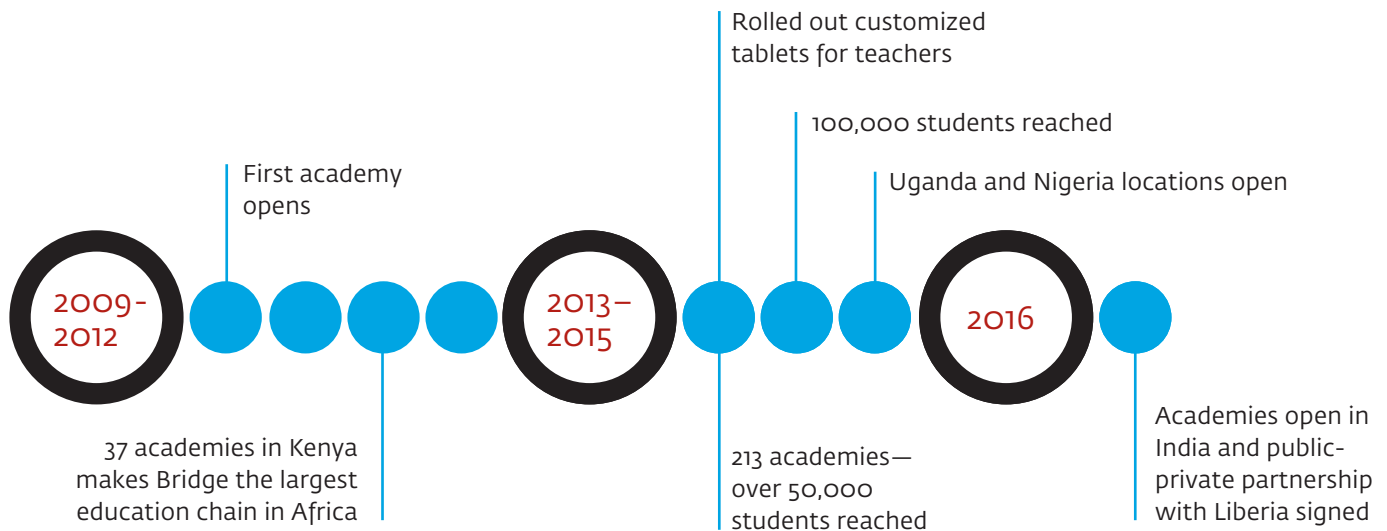 Rolled out customized
tablets for teachers
100,000 students reached
First academy
opens
Uganda and Nigeria locations open
2009-
2012
2013–
2015
2016
37 academies in Kenya
makes Bridge the largest
education chain in Africa
213 academies—
over 50,000
students reached
Academies open in
India and public-
private partnership
with Liberia signed